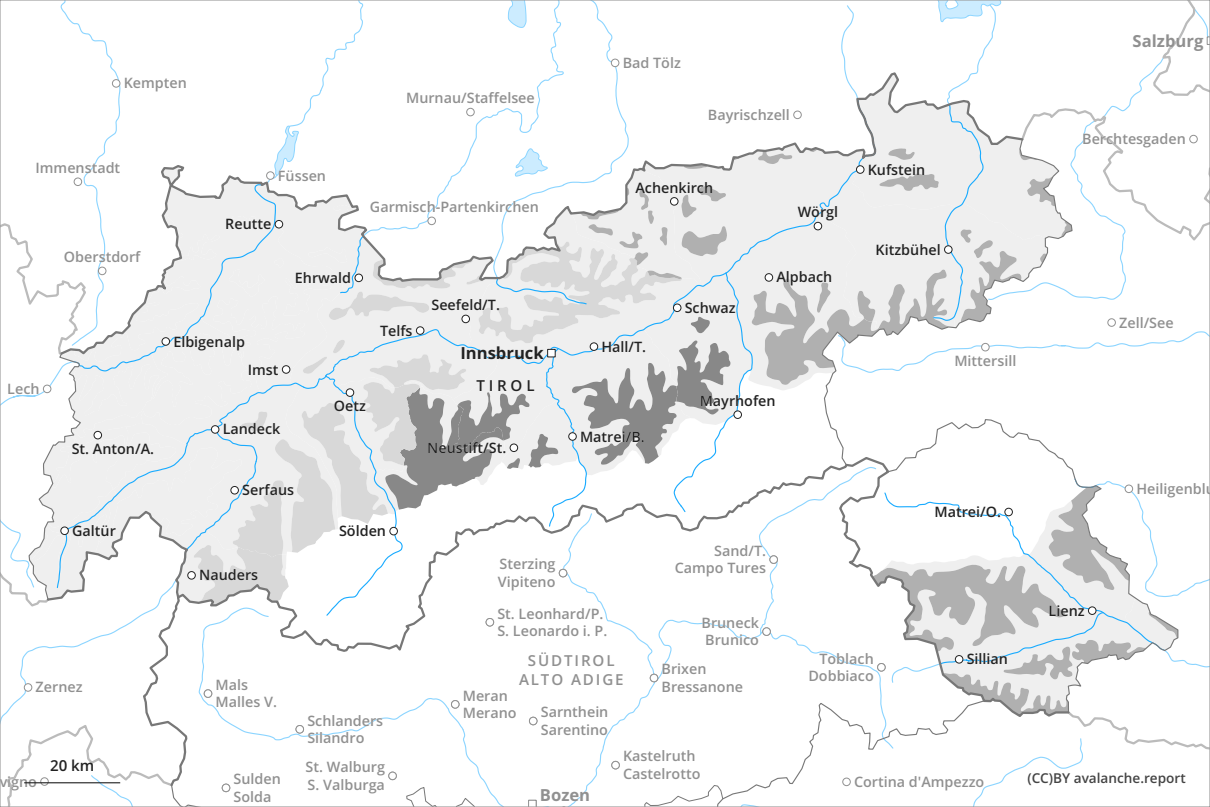 Salzburg
Bad Tölz
Kempten
Murnau/Staffelsee
Bayrischzell
Berchtesgaden
Immenstadt
Füssen
Kufstein
Achenkirch
Garmisch-Partenkirchen
Wörgl
Reutte
Kitzbühel
Oberstdorf
Ehrwald
Alpbach
Seefeld/T.
Schwaz
Zell/See
Telfs
Elbigenalp
Innsbruck
Hall/T.
Mittersill
Imst
TIROL
Lech
Oetz
Mayrhofen
Landeck
Matrei/B.
St. Anton/A.
Neustift/St.
Serfaus
Heiligenblu
Matrei/O.
Galtür
Sölden
Sand/T.
Campo Tures
Sterzing
Vipiteno
Nauders
St. Leonhard/P.
S. Leonardo i. P.
Lienz
Bruneck
Brunico
SÜDTIROL
ALTO ADIGE
Toblach
Dobbiaco
Sillian
Brixen
Bressanone
Zernez
Mals
Malles V.
Meran
Merano
Sarnthein
Sarentino
Schlanders
Silandro
Kastelruth
Castelrotto
20 km
St. Walburg
S. Valburga
vigno
Sulden
Solda
Cortina d'Ampezzo
(CC)BY avalanche.report
Bozen